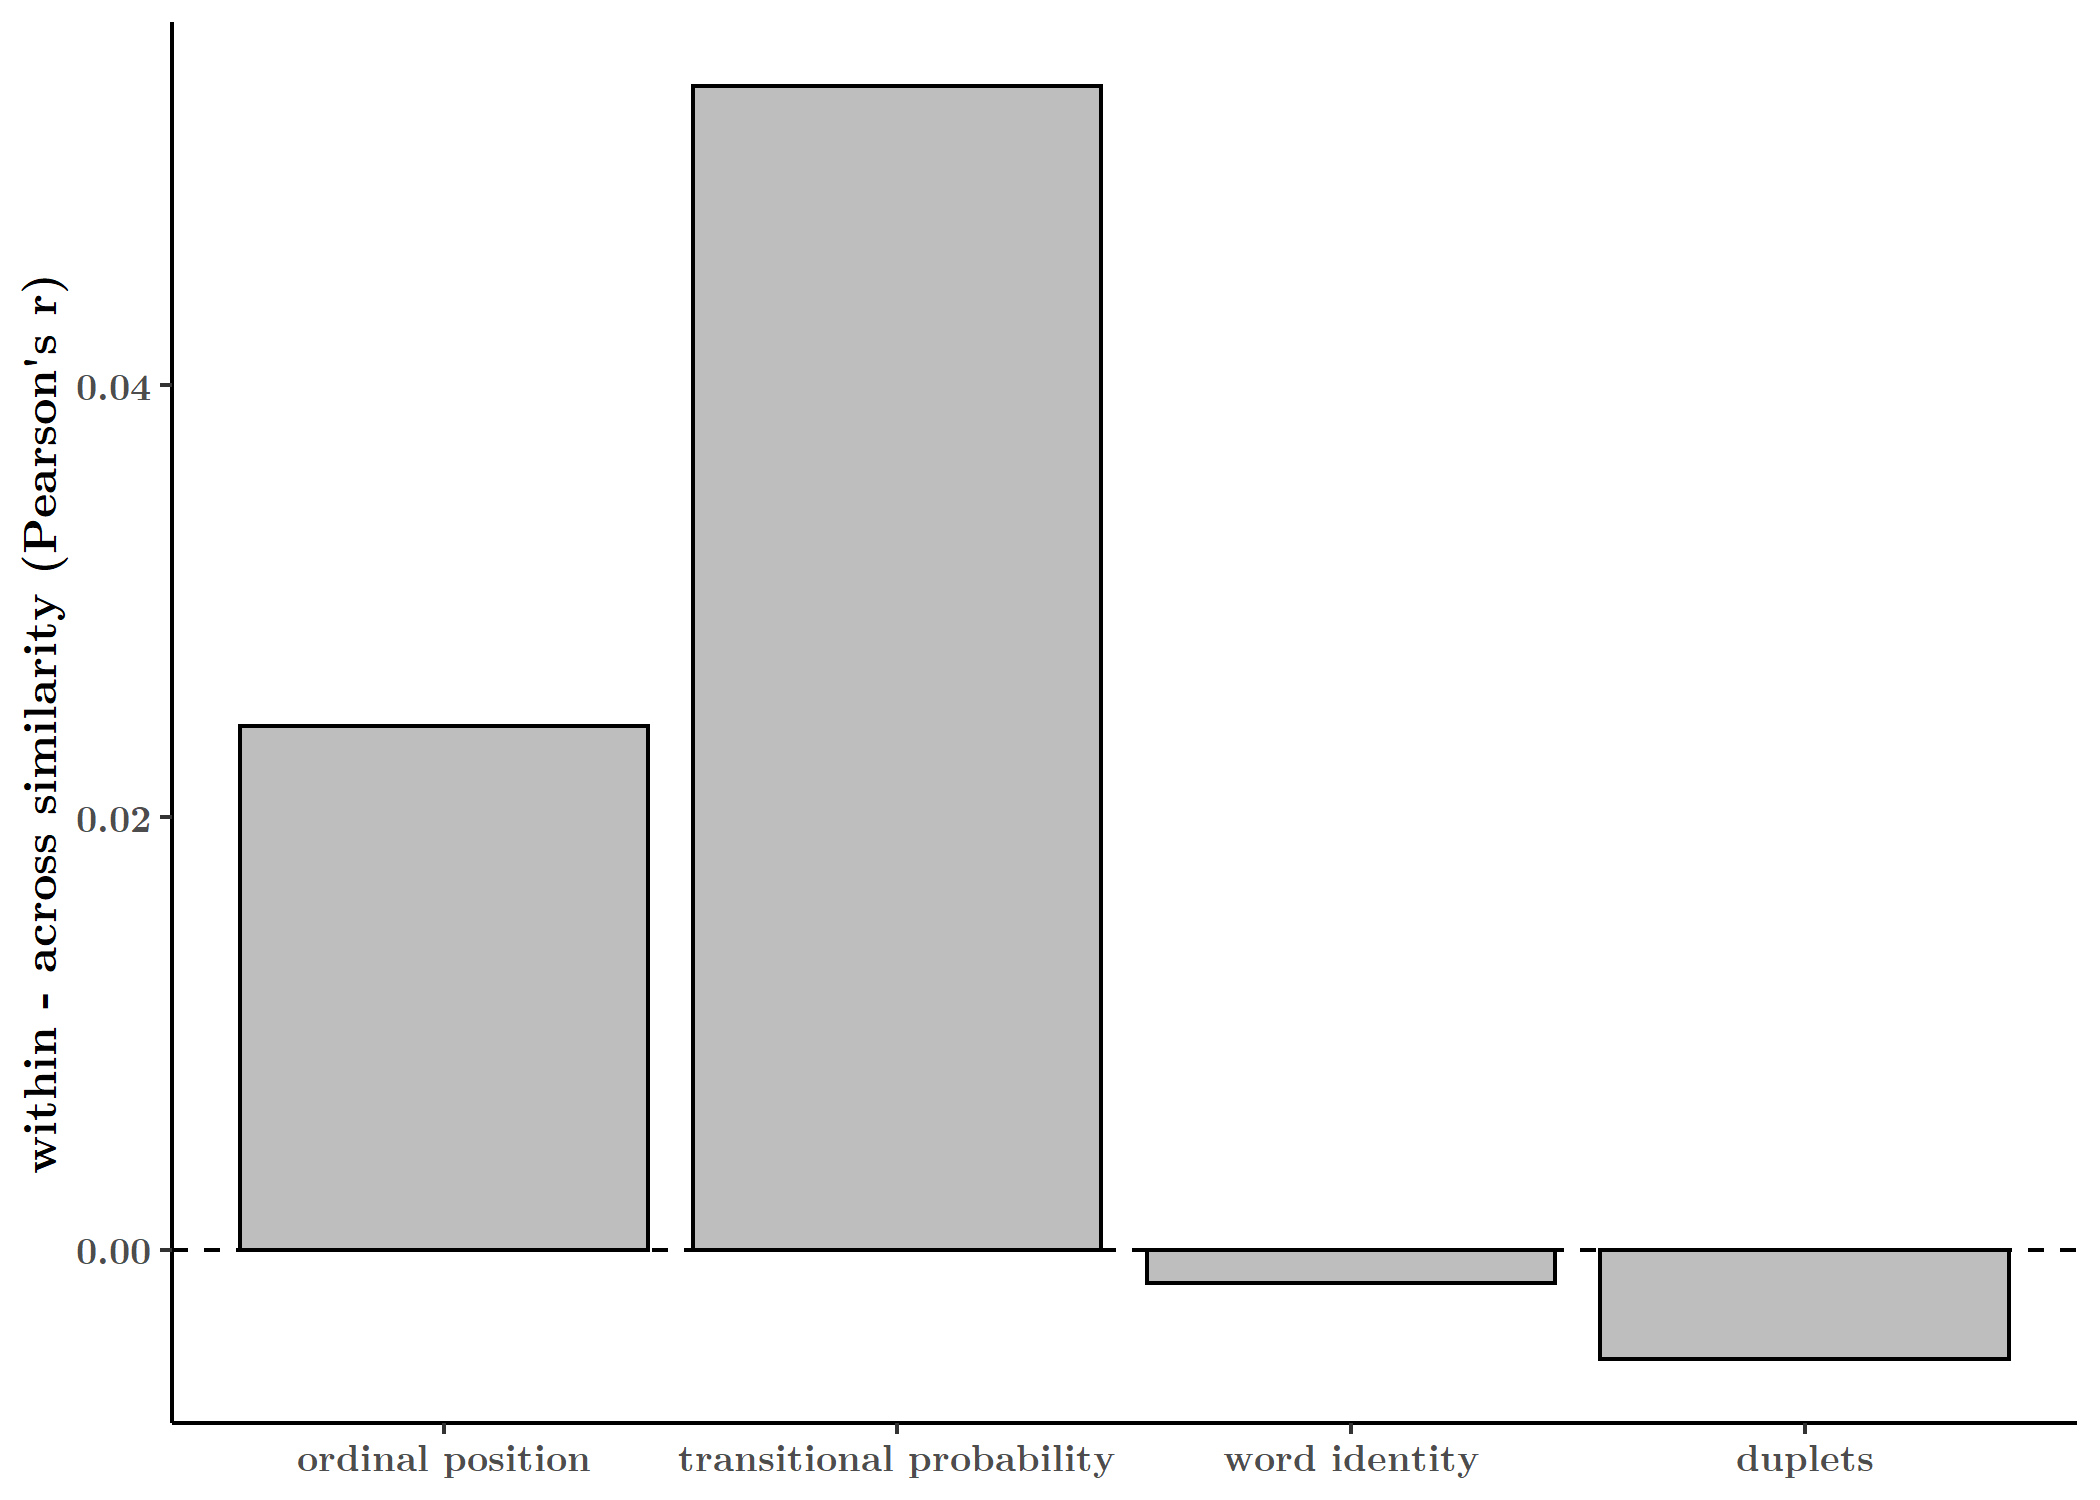 within - across similarity (Pearson's r)
0.04
0.02
0.00
ordinal position
transitional probability
word identity
duplets